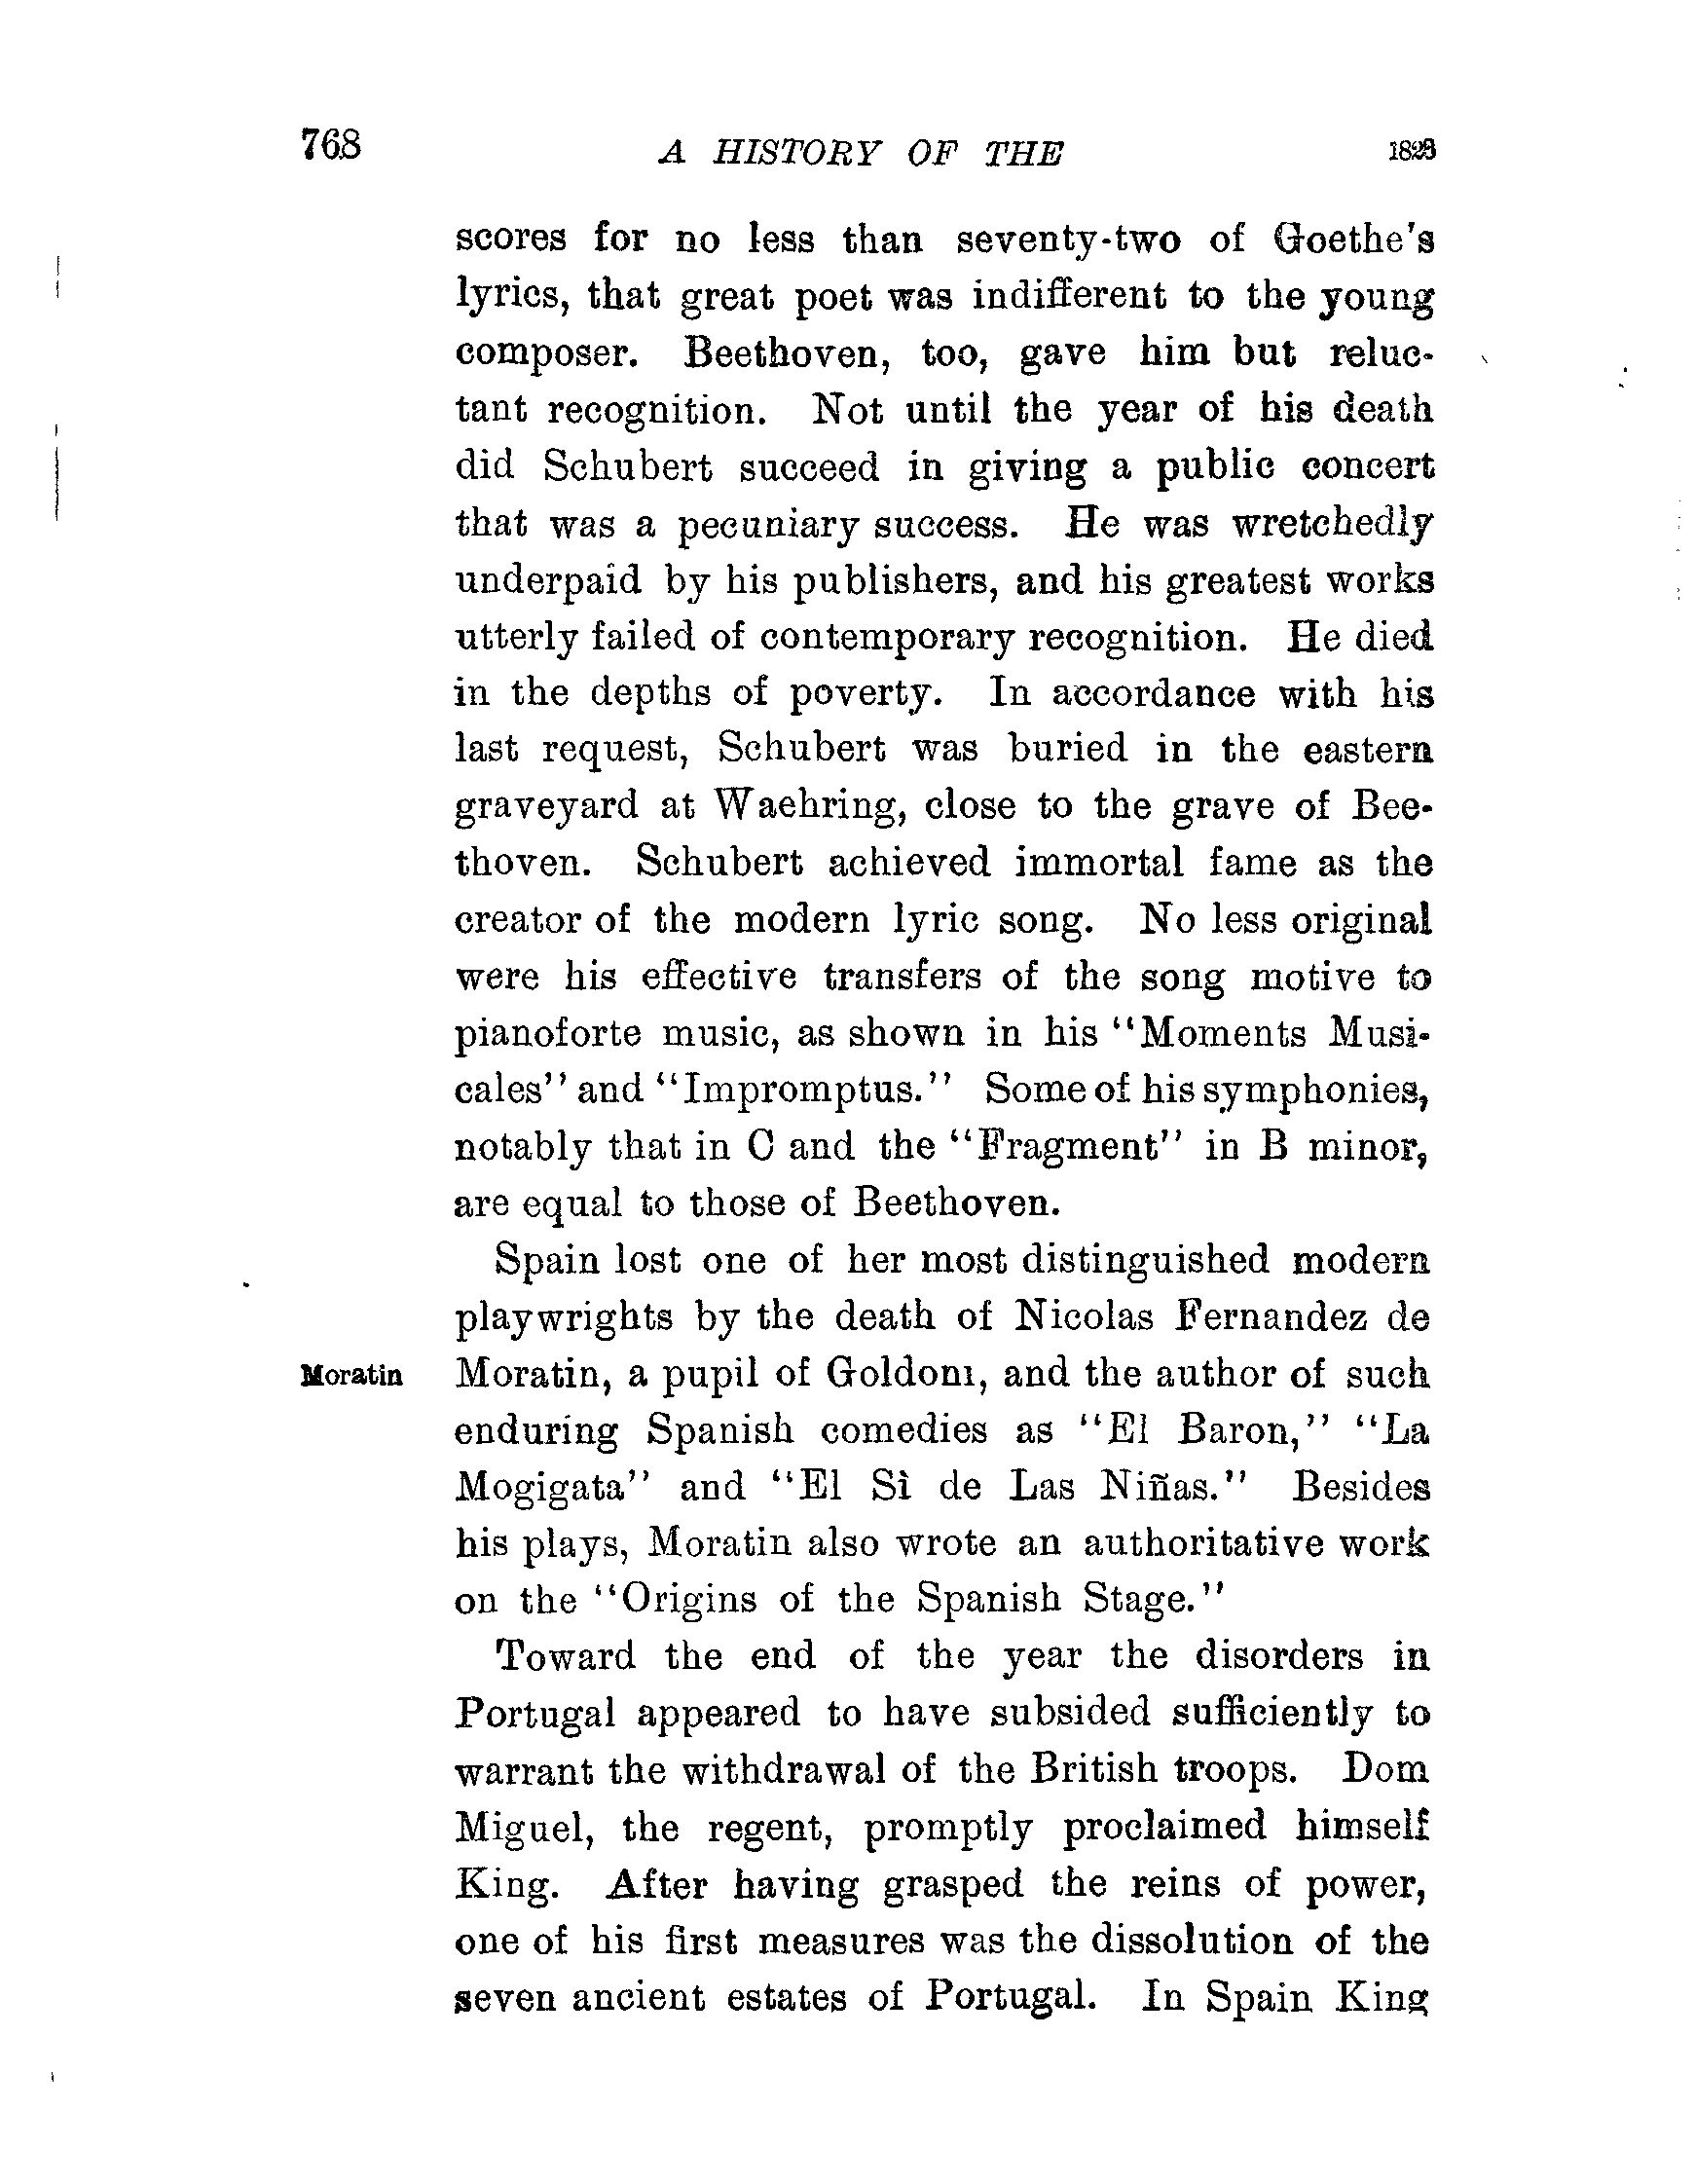 768 A HISTORY OF THE
scores for no less than seventy-two of Goethe's
lyrics, that great poet was indifferent to the young
composer. Beethoven, too, gave him but reluc-
tant recognition. Not until the year of his death
did Schubert succeed in giving a public concert
that was a pecuniary success. He was wretchedly
underpaid by his publishers, and his greatest works
utterly failed of contemporary recognition. He died
in the depths of poverty. In accordance with his
last request, Schubert was buried in the eastern
graveyard at Waehring, close to the grave of Bee-
thoven. Schubert achieved immortal fame as the
creator of the modern lyric song. No less original
were his effective transfers of the song motive to
pianoforte music, as shown in his "Moments Musi-
cales" and "Impromptus." Some of his symphonies,
notably that in C and the "Fragment" in B minor,
are equal to those of Beethoven.
Spain lost one of her most distinguished modern
playwrights by the death of Nicolas Fernandez de
Moratin Moratin, a pupil of Goldoni, and the author of such
enduring Spanish comedies as "El Baron," "La
Mogigata" and "El Sì de Las Niñas." Besides
his plays, Moratin also wrote an authoritative work
on the "Origins of the Spanish Stage."
Toward the end of the year the disorders in
Portugal appeared to have subsided sufficiently to
warrant the withdrawal of the British troops. Dom
Miguel, the regent, promptly proclaimed himself
King. After having grasped the reins of power,
one of his first measures was the dissolution of the
seven ancient estates of Portugal. In Spain King